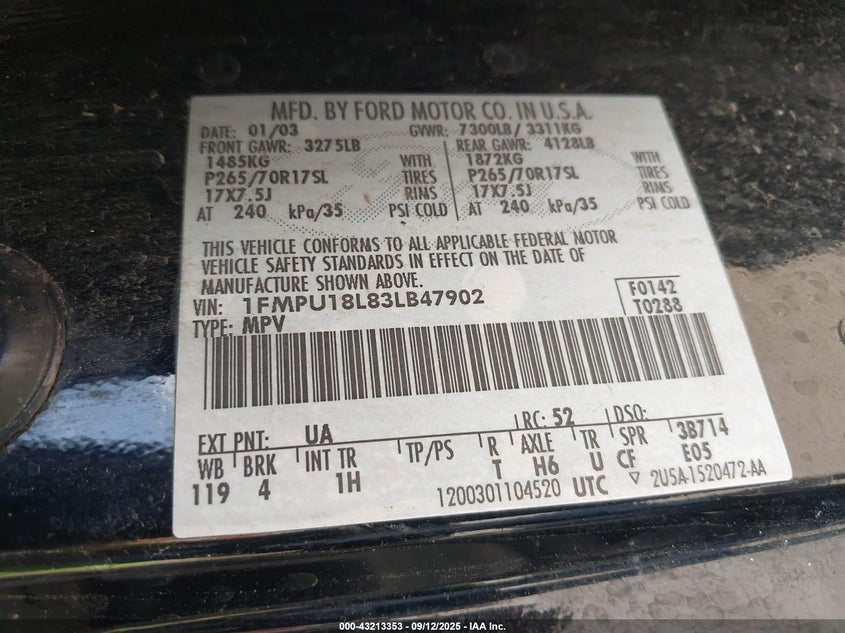 MFD. BY FORD MOTOR CO. IN U.S.A.
DATE: 01/03 GVWR: 7300LB/ 3311KG
FRONT GAWR: 3275LB REAR GAWR: 4128LB
1485KG WITH 1872KG WITH
P265/70R17SL TIRES P265/70R17SL TIRES
17X7.5J RIMS 17X7.5J RIMS
AT 240 kPa/35 PSI COLD AT 240 kPa/35 PSI COLD
THIS VEHICLE CONFORMS TO ALL APPLICABLE FEDERAL MOTOR
VEHICLE SAFETY STANDARDS IN EFFECT ON THE DATE OF
MANUFACTURE SHOWN ABOVE.
VIN: 1FMPU18L83LB47902 F0142
TYPE: MPV T0288
EXT PNT: UA RC: 52 DSO:
WB BRK INT TR TP/PS R AXLE TR SPR 3B714
119 4 1H T H6 U CF E05
1200301104520 UTC ▽ 2U5A-1520472-AA
000-43213353 - 09/12/2025 - IAA Inc.